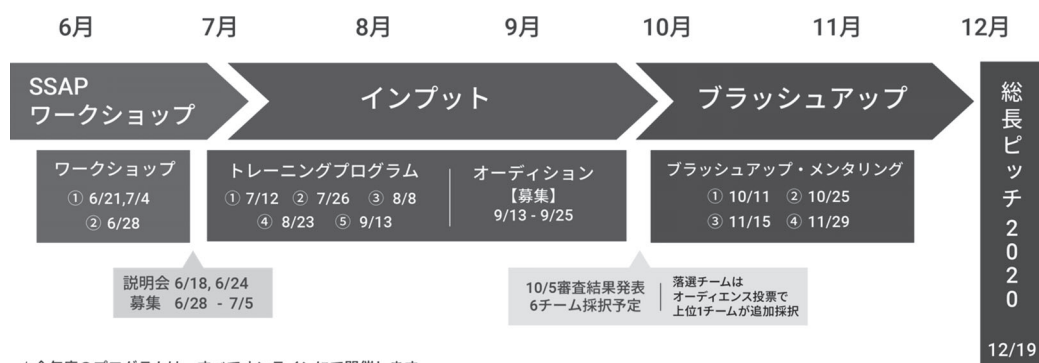 6月 7月 8月 9月 10月 11月 12月
SSAP
ワークショップ
インプット
ブラッシュアップ
ワークショップ
① 6/21,7/4
② 6/28
トレーニングプログラム
① 7/12 ② 7/26 ③ 8/8
④ 8/23 ⑤ 9/13
オーディション
【募集】
9/13 - 9/25
ブラッシュアップ・メンタリング
① 10/11 ② 10/25
③ 11/15 ④ 11/29
説明会 6/18, 6/24
募集 6/28 - 7/5
10/5審査結果発表
6チーム採択予定
落選チームは
オーディエンス投票で
上位1チームが追加採択
総長ピッチ2020
12/19